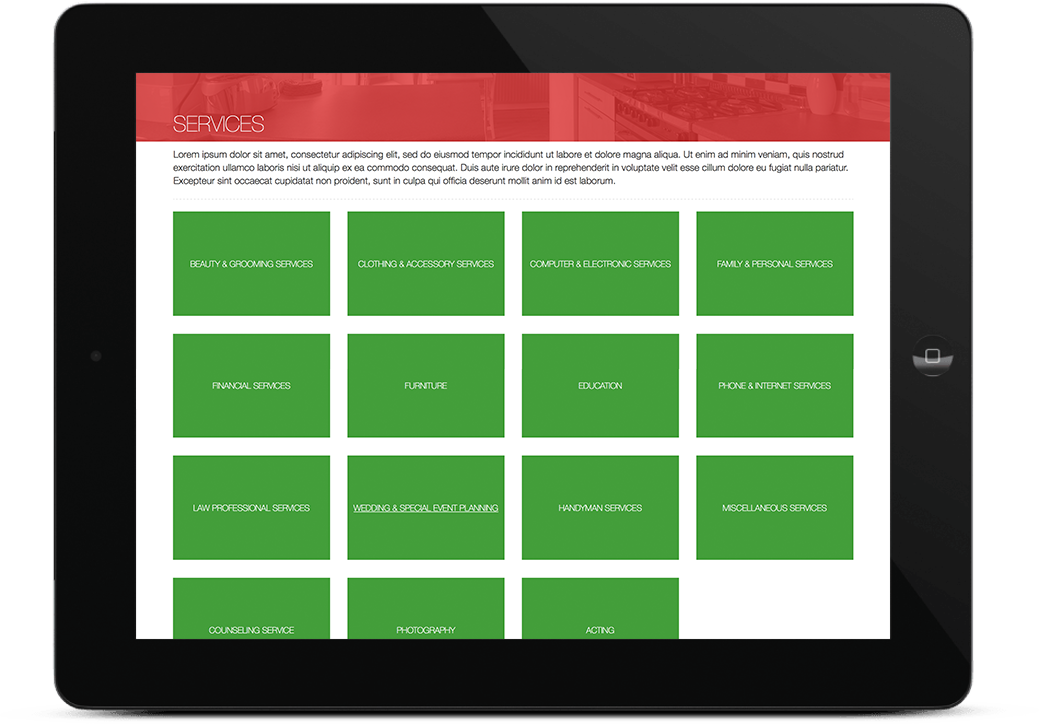 SERVICES
Lorem ipsum dolor sit amet, consectetur adipiscing elit, sed do eiusmod tempor incididunt ut labore et dolore magna aliqua. Ut enim ad minim veniam, quis nostrud
exercitation ullamco laboris nisi ut aliquip ex ea commodo consequat. Duis aute irure dolor in reprehenderit in voluptate velit esse cillum dolore eu fugiat nulla pariatur.
Excepteur sint occaecat cupidatat non proident, sunt in culpa qui officia deserunt mollit anim id est laborum.
BEAUTY & GROOMING SERVICES
CLOTHING & ACCESSORY SERVICES
COMPUTER & ELECTRONIC SERVICES
FAMILY & PERSONAL SERVICES
FINANCIAL SERVICES
FURNITURE
EDUCATION
PHONE & INTERNET SERVICES
LAW PROFESSIONAL SERVICES
WEDDING & SPECIAL EVENT PLANNING
HANDYMAN SERVICES
MISCELLANEOUS SERVICES
COUNSELING SERVICE
PHOTOGRAPHY
ACTING